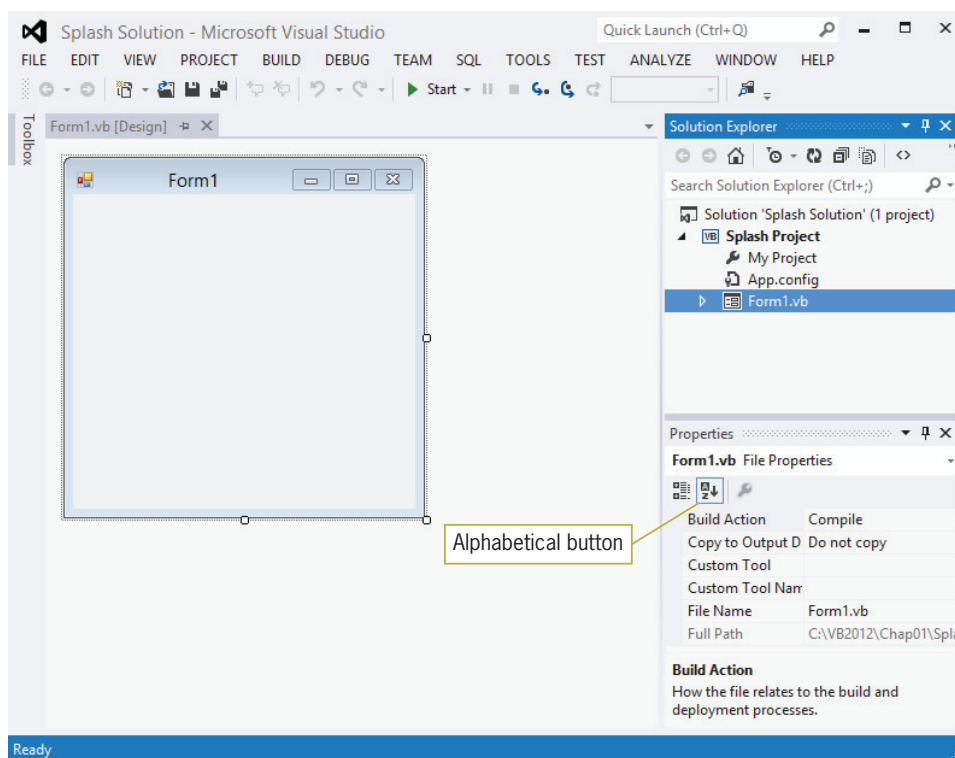 Splash Solution - Microsoft Visual Studio
Quick Launch (Ctrl+Q)
FILE EDIT VIEW PROJECT BUILD DEBUG TEAM SQL TOOLS TEST ANALYZE WINDOW HELP
Start
Toolbox
Form1.vb [Design]
Form1
Solution Explorer
Search Solution Explorer (Ctrl+;)
Solution 'Splash Solution' (1 project)
VB Splash Project
My Project
App.config
Form1.vb
Properties
Form1.vb File Properties
Alphabetical button
Build Action Compile
Copy to Output D Do not copy
Custom Tool
Custom Tool Nam
File Name Form1.vb
Full Path C:\VB2012\Chap01\Spla
Build Action
How the file relates to the build and
deployment processes.
Ready